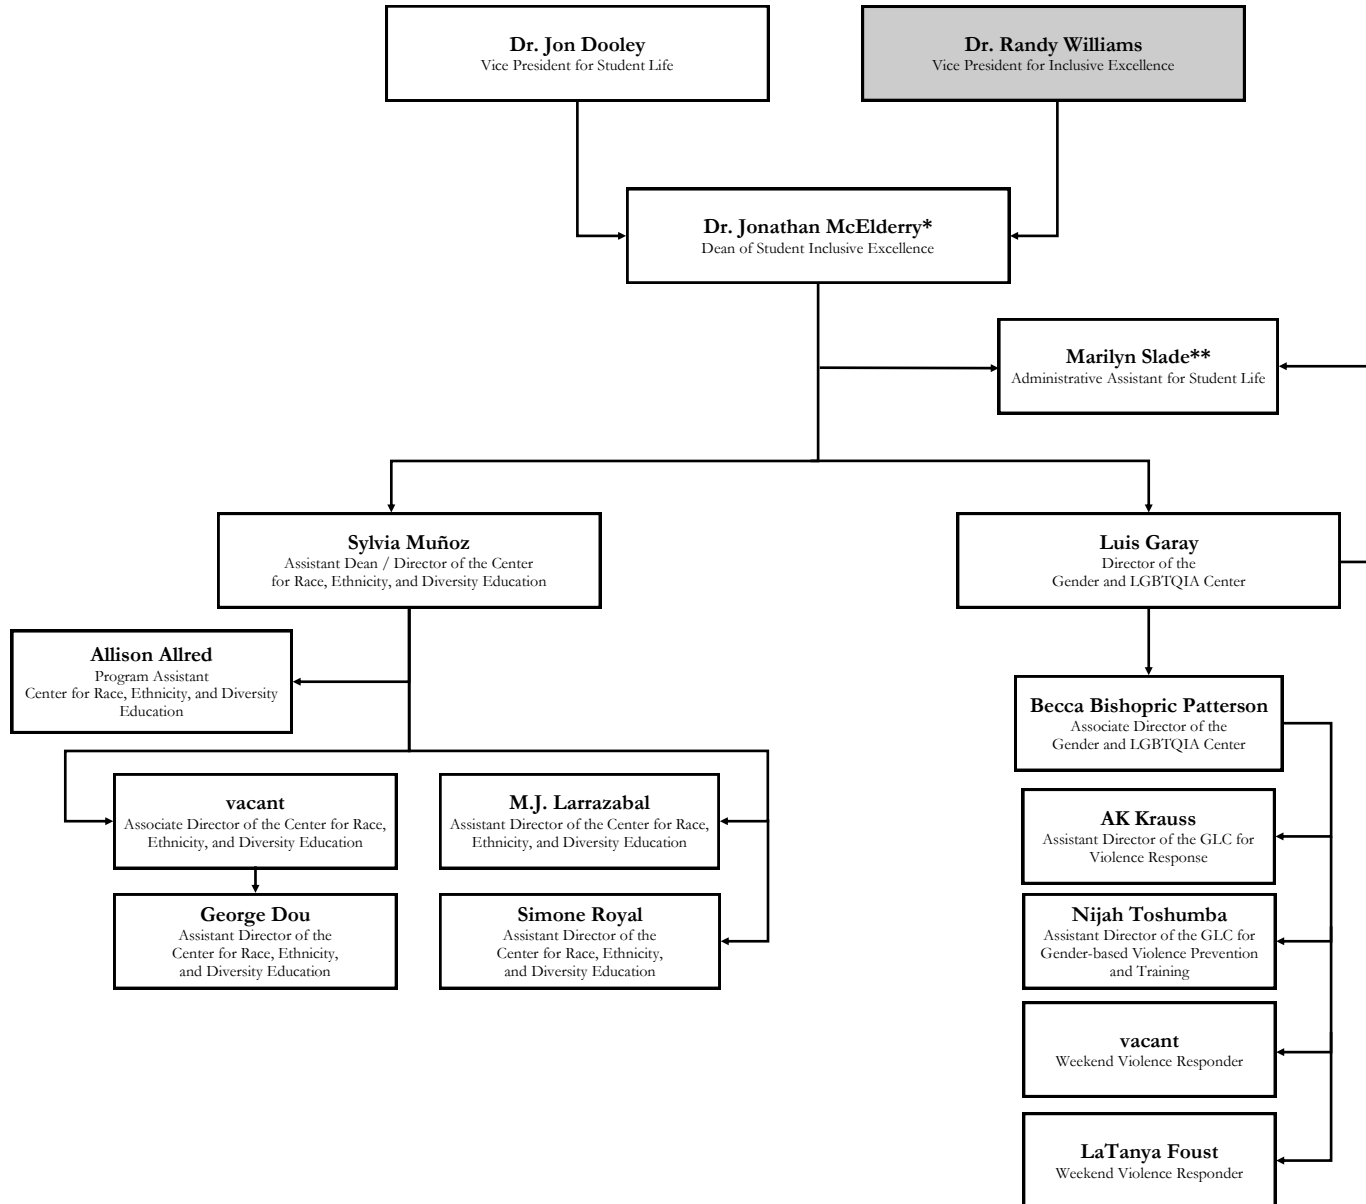 Dr. Jon Dooley
Vice President for Student Life
Dr. Randy Williams
Vice President for Inclusive Excellence
Dr. Jonathan McElderry*
Dean of Student Inclusive Excellence
Marilyn Slade**
Administrative Assistant for Student Life
Sylvia Muñoz
Assistant Dean / Director of the Center
for Race, Ethnicity, and Diversity Education
Luis Garay
Director of the
Gender and LGBTQIA Center
Allison Allred
Program Assistant
Center for Race, Ethnicity, and Diversity
Education
Becca Bishopric Patterson
Associate Director of the
Gender and LGBTQIA Center
vacant
Associate Director of the Center for Race,
Ethnicity, and Diversity Education
M.J. Larrazabal
Assistant Director of the Center for Race,
Ethnicity, and Diversity Education
AK Krauss
Assistant Director of the GLC for
Violence Response
George Dou
Assistant Director of the
Center for Race, Ethnicity,
and Diversity Education
Simone Royal
Assistant Director of the
Center for Race, Ethnicity,
and Diversity Education
Nijah Toshumba
Assistant Director of the GLC for
Gender-based Violence Prevention
and Training
vacant
Weekend Violence Responder
LaTanya Foust
Weekend Violence Responder